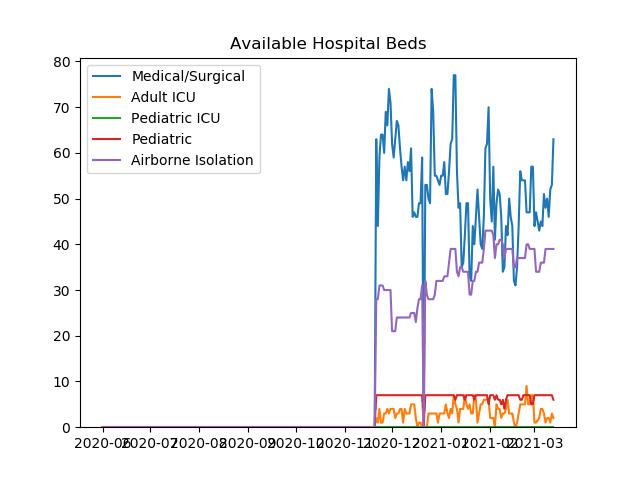 Available Hospital Beds
80
70
60
50
40
30
20
10
0
Medical/Surgical
Adult ICU
Pediatric ICU
Pediatric
Airborne Isolation
2020-06 2020-07 2020-08 2020-09 2020-10 2020-11 2020-12 2021-01 2021-02 2021-03